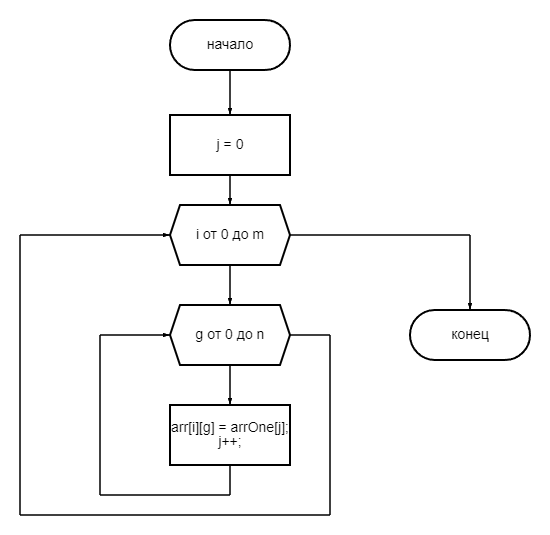 начало
j = 0
i от 0 до m
g от 0 до n
конец
arr[i][g] = arrOne[j];
j++;